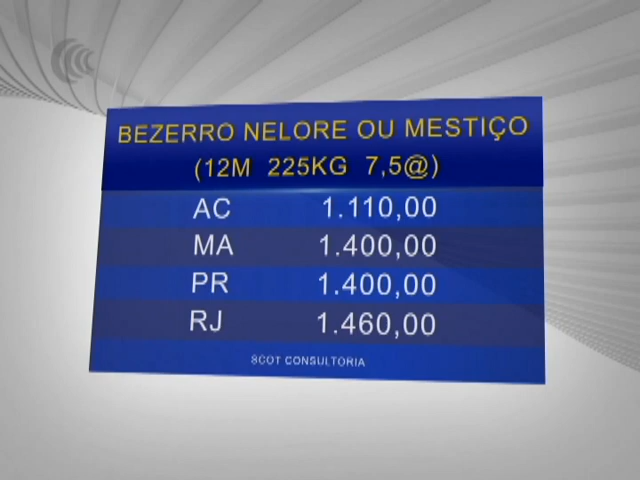 BEZERRO NELORE OU MESTIÇO
(12M 225KG 7,5@)
AC 1.110,00
MA 1.400,00
PR 1.400,00
RJ 1.460,00
SCOT CONSULTORIA